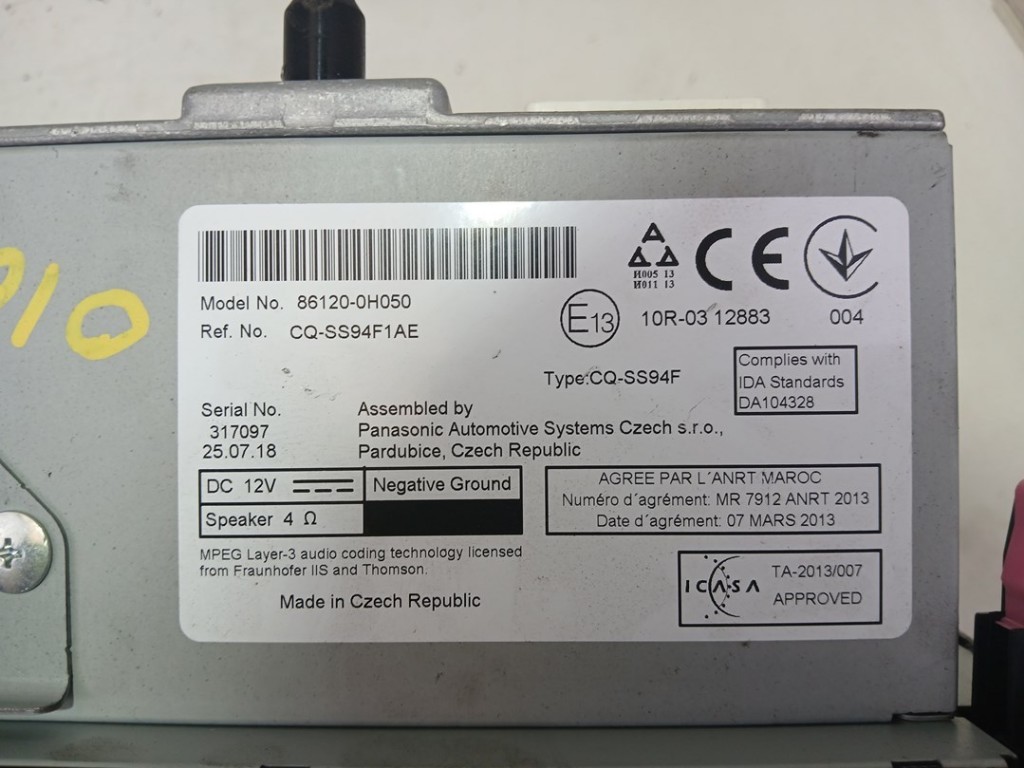 010
H005 13
H011 13
CE
Model No. 86120-0H050
Ref. No. CQ-SS94F1AE
E13 10R-03 12883
004
Type:CQ-SS94F
Complies with
IDA Standards
DA104328
Serial No.
317097
25.07.18
Assembled by
Panasonic Automotive Systems Czech s.r.o.,
Pardubice, Czech Republic
DC 12V
Negative Ground
Speaker 4 Ω
AGREE PAR L´ANRT MAROC
Numéro d´agrément: MR 7912 ANRT 2013
Date d´agrément: 07 MARS 2013
MPEG Layer-3 audio coding technology licensed
from Fraunhofer IIS and Thomson.
Made in Czech Republic
ICASA
TA-2013/007
APPROVED